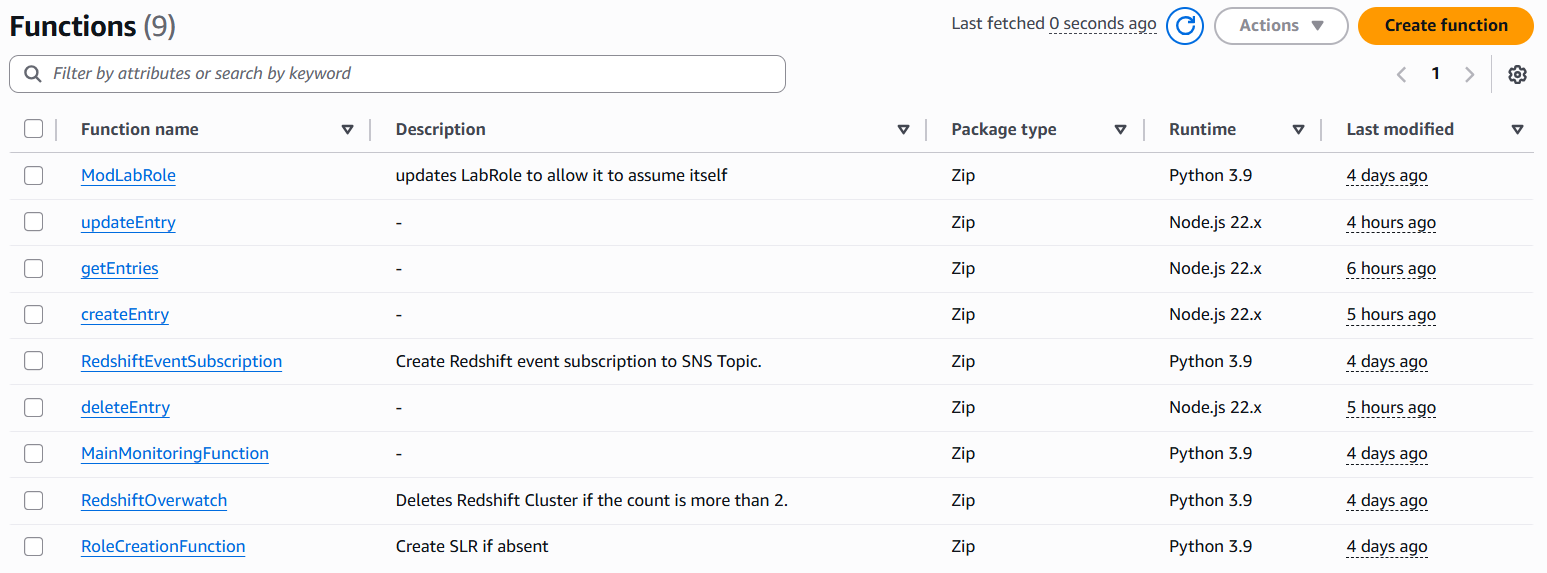 Functions (9)
Last fetched 0 seconds ago
Actions
Create function
Filter by attributes or search by keyword
1
Function name Description Package type Runtime Last modified
ModLabRole updates LabRole to allow it to assume itself Zip Python 3.9 4 days ago
updateEntry - Zip Node.js 22.x 4 hours ago
getEntries - Zip Node.js 22.x 6 hours ago
createEntry - Zip Node.js 22.x 5 hours ago
RedshiftEventSubscription Create Redshift event subscription to SNS Topic. Zip Python 3.9 4 days ago
deleteEntry - Zip Node.js 22.x 5 hours ago
MainMonitoringFunction - Zip Python 3.9 4 days ago
RedshiftOverwatch Deletes Redshift Cluster if the count is more than 2. Zip Python 3.9 4 days ago
RoleCreationFunction Create SLR if absent Zip Python 3.9 4 days ago